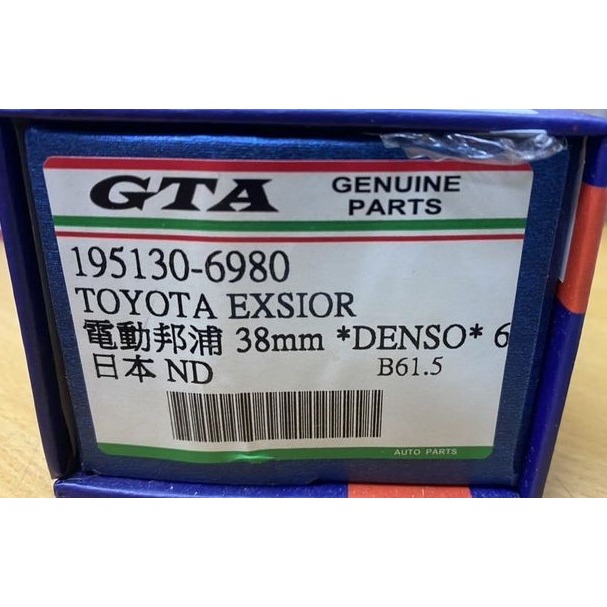 GTA
GENUINE
PARTS
195130-6980
TOYOTA EXSIOR
電動邦浦 38mm *DENSO* 6
日本 ND B61.5
AUTO PARTS